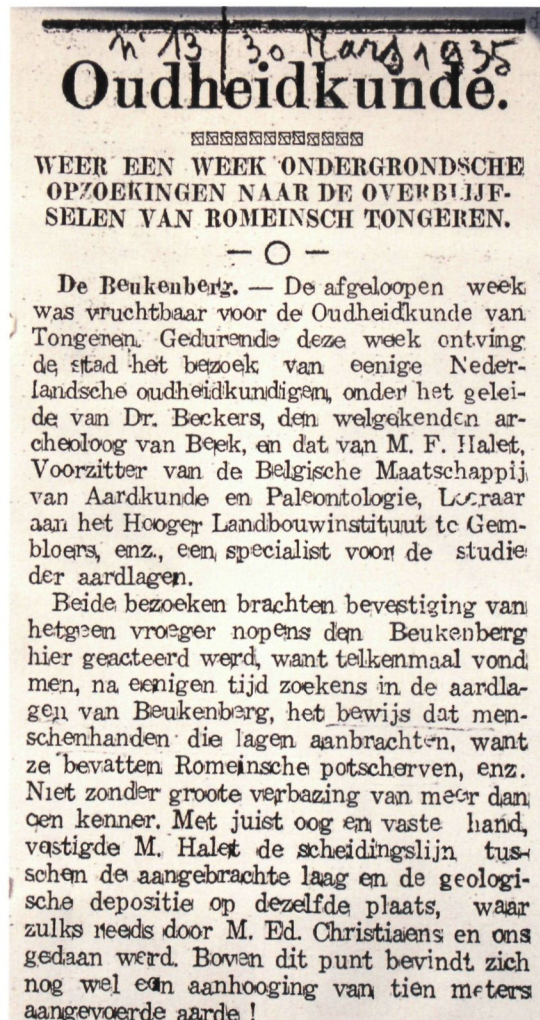 n° 13 30 Mars 1935
Oudheidkunde.
WEER EEN WEEK ONDERGRONDSCHE
OPZOEKINGEN NAAR DE OVERBLIJF-
SELEN VAN ROMEINSCH TONGEREN.
— O —
De Beukenberg. — De afgeloopen week
was vruchtbaar voor de Oudheidkunde van
Tongenen. Gedurende deze week ontving
de stad het bezoek van eenige Neder-
landsche oudheidkundigen, onder het gelei-
de van Dr. Beckers, den welgekenden ar-
cheoloog van Beek, en dat van M. F. Halet,
Voorzitter van de Belgische Maatschappij
van Aardkunde en Paleontologie, Leeraar
aan het Hooger Landbouwinstituut te Gem-
bloers, enz., een specialist voor de studie
der aardlagen.
Beide bezoeken brachten bevestiging van
hetgeen vroeger nopens den Beukenberg
hier geacteerd werd, want telkenmaal vond
men, na eenigen tijd zoekens in de aardla-
gen van Beukenberg, het bewijs dat men-
schenhanden die lagen aanbrachten, want
ze bevatten Romeinsche potscherven, enz.
Niet zonder groote verbazing van meer dan
een kenner. Met juist oog en vaste hand,
vestigde M. Halet de scheidingslijn tus-
schen de aangebrachte laag en de geologi-
sche depositie op dezelfde plaats, waar
zulks reeds door M. Ed. Christiaens en ons
gedaan werd. Boven dit punt bevindt zich
nog wel een aanhooging van tien meters
aangevoerde aarde !